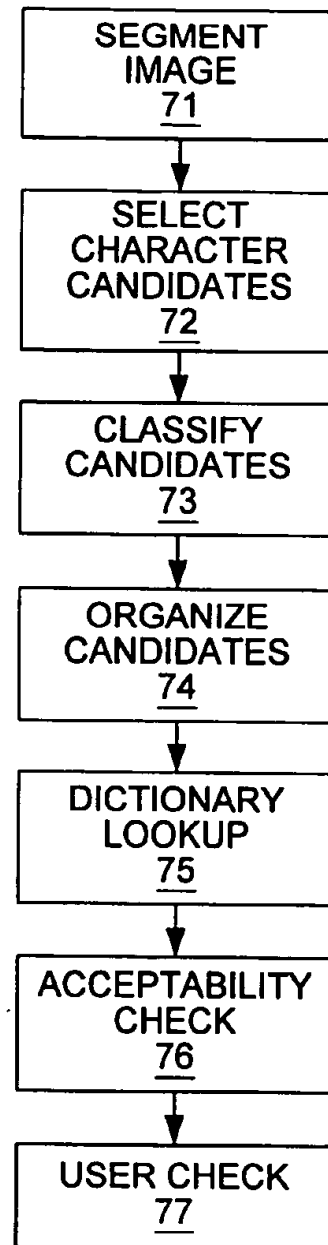 SEGMENT
IMAGE
71
SELECT
CHARACTER
CANDIDATES
72
CLASSIFY
CANDIDATES
73
ORGANIZE
CANDIDATES
74
DICTIONARY
LOOKUP
75
ACCEPTABILITY
CHECK
76
USER CHECK
77